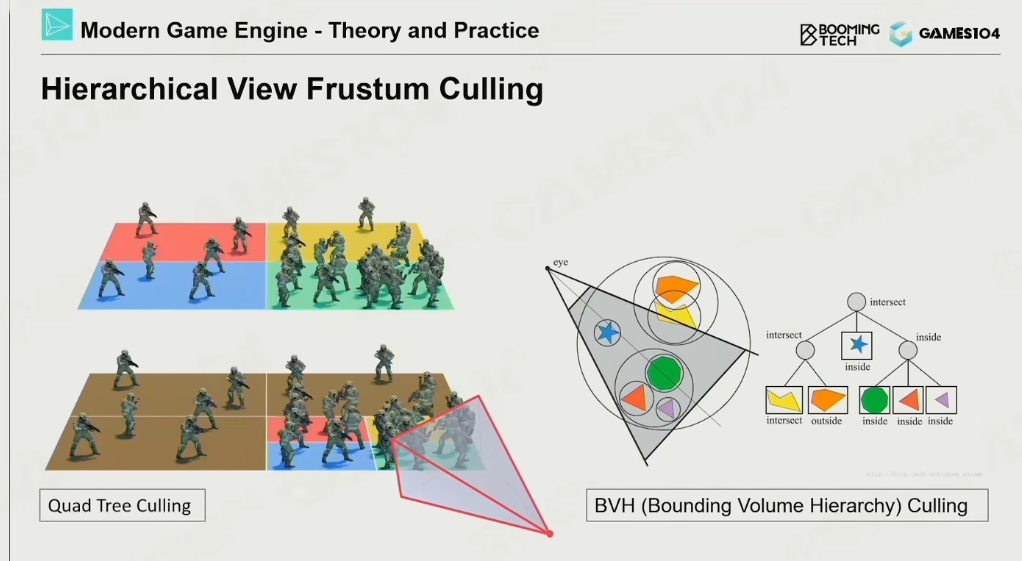 Modern Game Engine - Theory and Practice
BOOMING
TECH
GAMES104
Hierarchical View Frustum Culling
eye
intersect
intersect
inside
inside
intersect
outside
inside
inside
inside
Quad Tree Culling
BVH (Bounding Volume Hierarchy) Culling